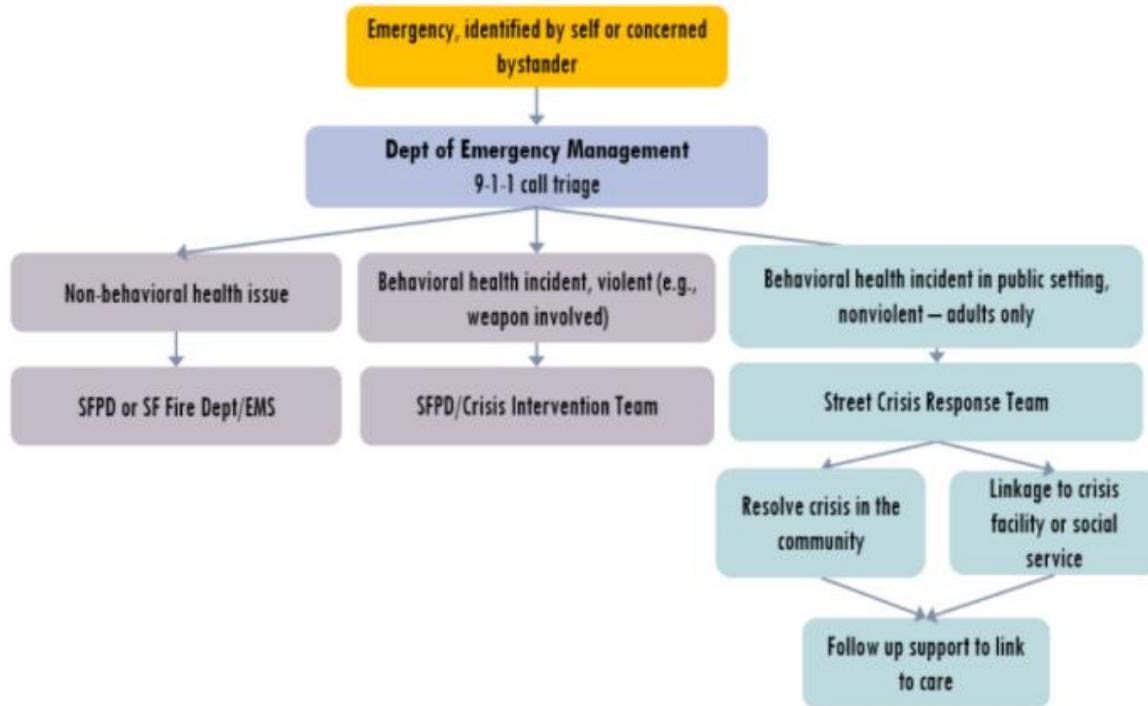 Emergency, identified by self or concerned
bystander
Dept of Emergency Management
9-1-1 call triage
Non-behavioral health issue
Behavioral health incident, violent (e.g.,
weapon involved)
Behavioral health incident in public setting,
nonviolent – adults only
SFPD or SF Fire Dept/EMS
SFPD/Crisis Intervention Team
Street Crisis Response Team
Resolve crisis in the
community
Linkage to crisis
facility or social
service
Follow up support to link
to care